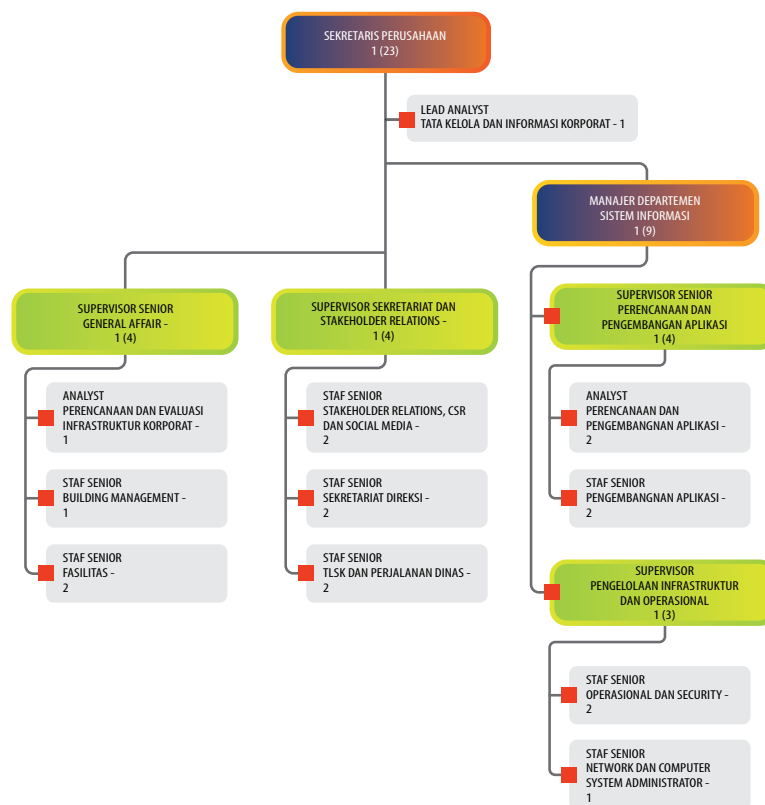 SEKRETARIS PERUSAHAAN
1 (23)
LEAD ANALYST
TATA KELOLA DAN INFORMASI KORPORAT - 1
MANAJER DEPARTEMEN
SISTEM INFORMASI
1 (9)
SUPERVISOR SENIOR
GENERAL AFFAIR -
1 (4)
ANALYST
PERENCANAAN DAN EVALUASI
INFRASTRUKTUR KORPORAT -
1
STAF SENIOR
BUILDING MANAGEMENT -
1
STAF SENIOR
FASILITAS -
2
SUPERVISOR SEKRETARIAT DAN
STAKEHOLDER RELATIONS -
1 (4)
STAF SENIOR
STAKEHOLDER RELATIONS, CSR
DAN SOCIAL MEDIA -
2
STAF SENIOR
SEKRETARIAT DIREKSI -
2
STAF SENIOR
TLSK DAN PERJALANAN DINAS -
2
SUPERVISOR SENIOR
PERENCANAAN DAN
PENGEMBANGAN APLIKASI
1 (4)
ANALYST
PERENCANAAN DAN
PENGEMBANGNAN APLIKASI -
2
STAF SENIOR
PENGEMBANGNAN APLIKASI -
2
SUPERVISOR
PENGELOLAAN INFRASTRUKTUR
DAN OPERASIONAL
1 (3)
STAF SENIOR
OPERASIONAL DAN SECURITY -
2
STAF SENIOR
NETWORK DAN COMPUTER
SYSTEM ADMINISTRATOR -
1